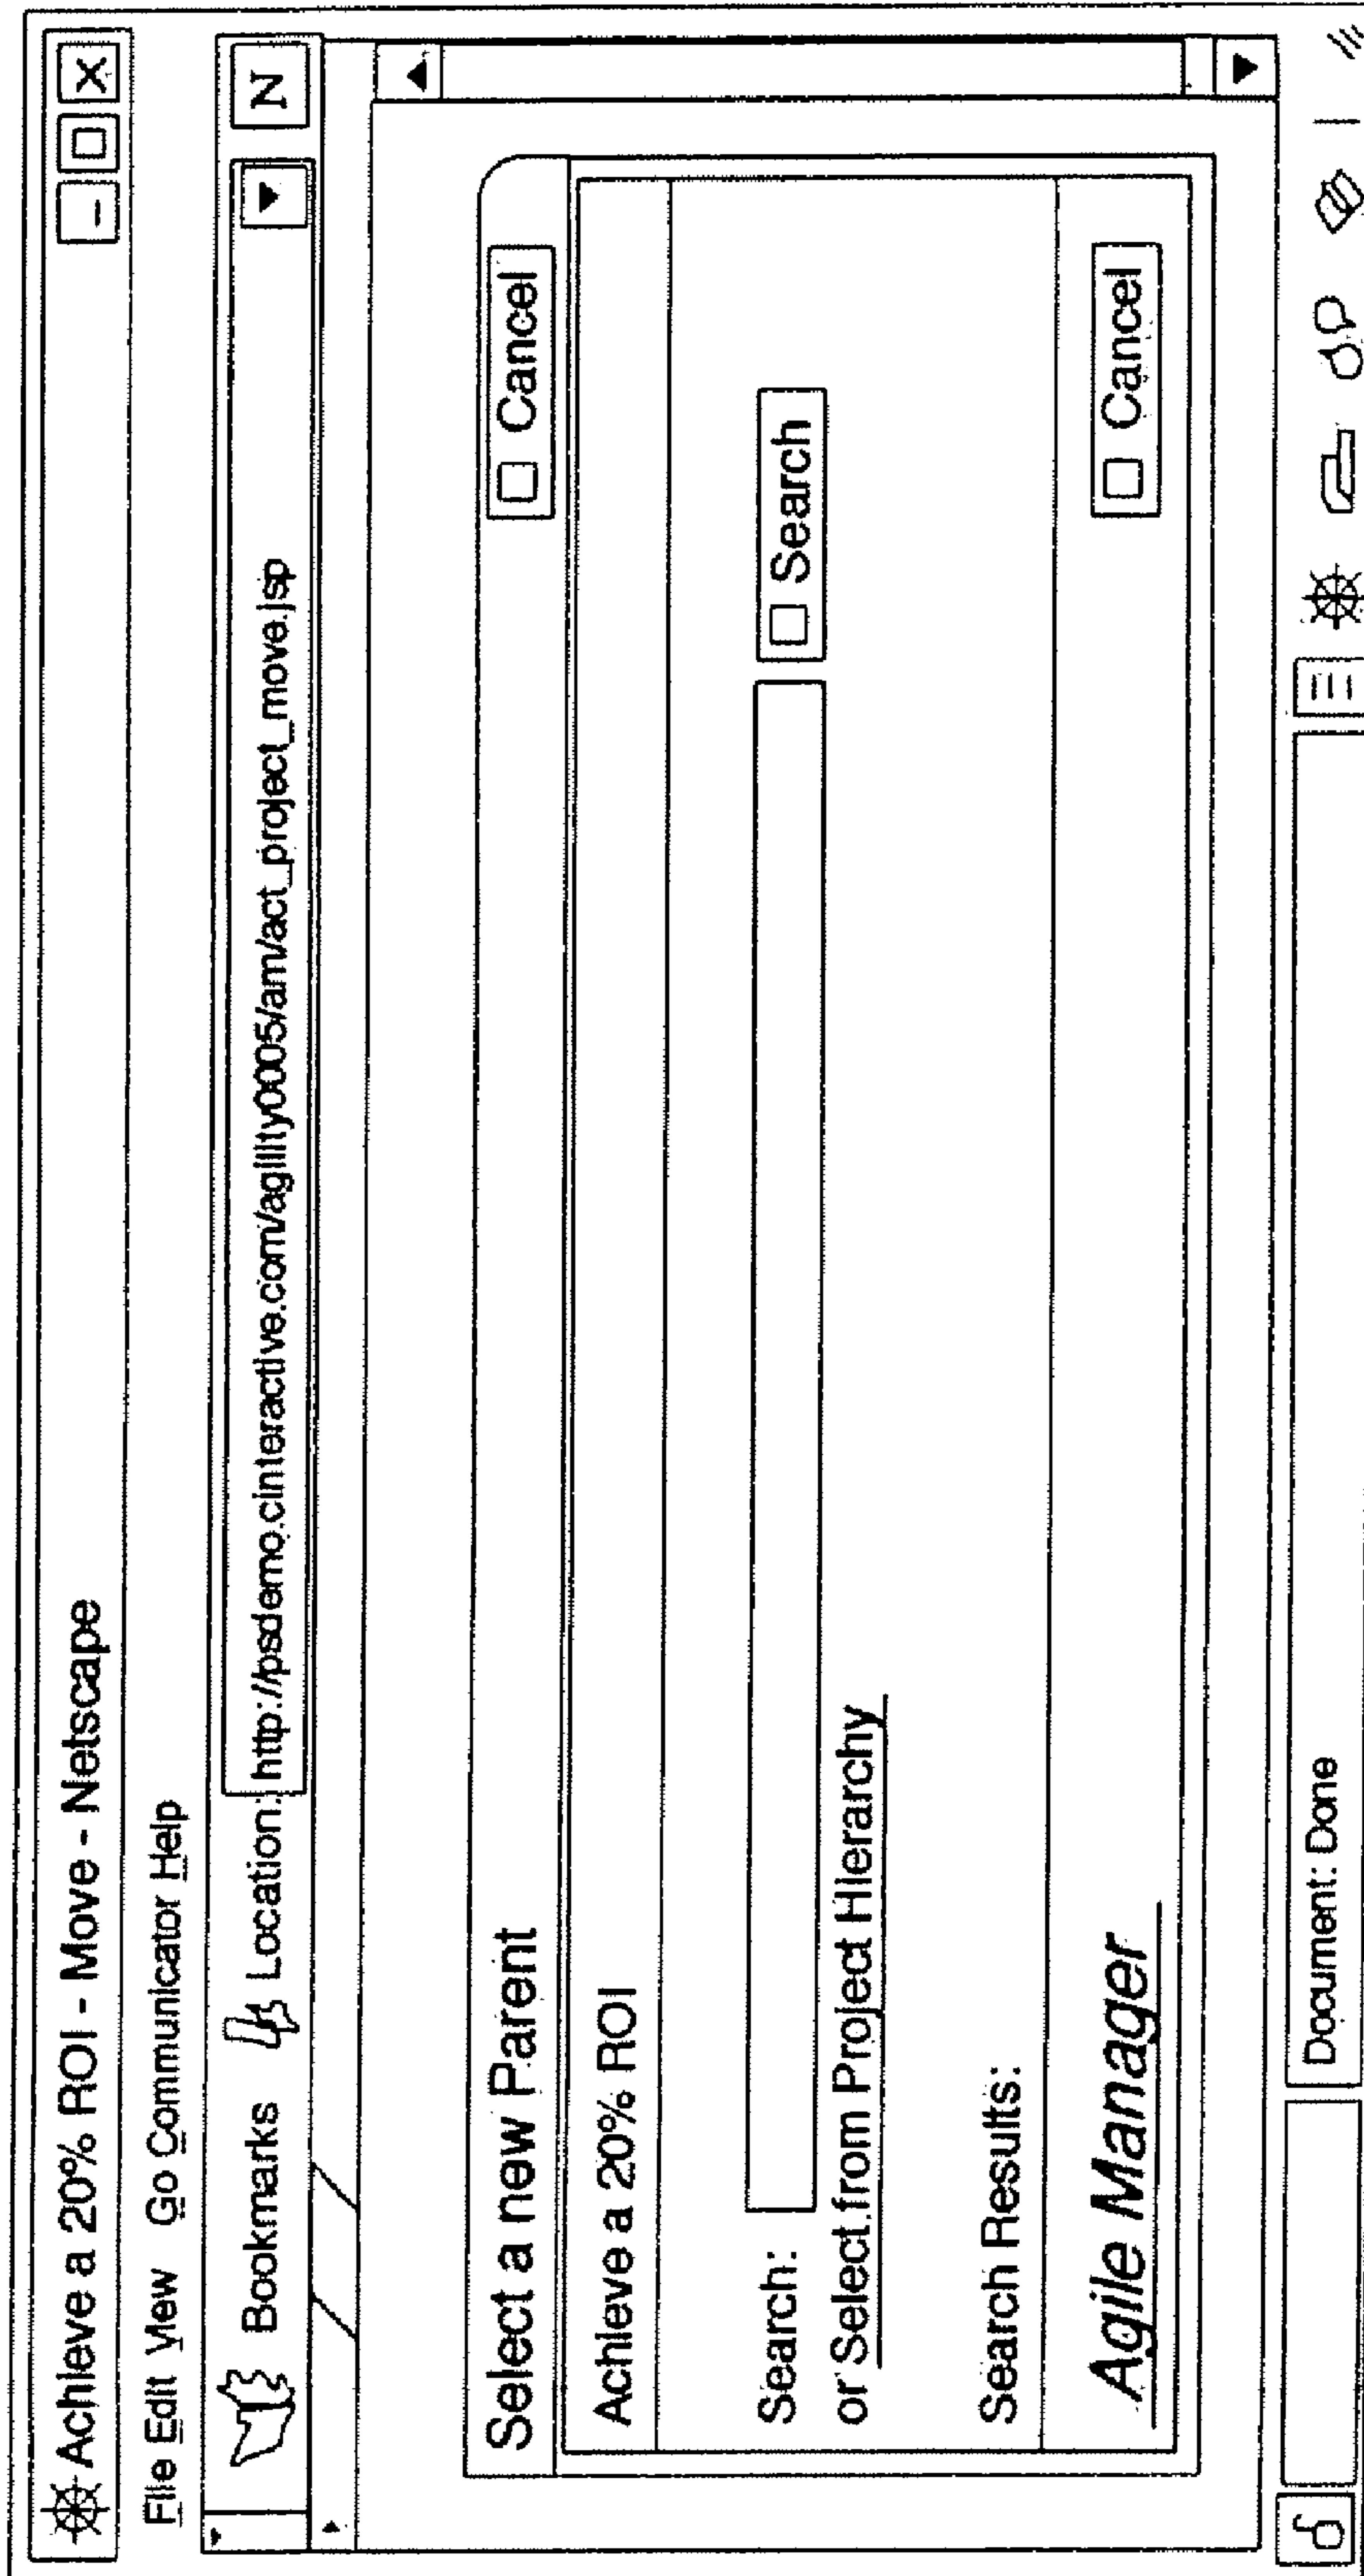 Achieve a 20% ROI - Move - Netscape
File Edit View Go Communicator Help
Bookmarks Location: http://psdemo.cinteractive.com/agility005/am/act_project_move.jsp N
Select a new Parent Cancel
Achieve a 20% ROI
Search: Search
or Select from Project Hierarchy
Search Results:
Agile Manager Cancel
Document: Done